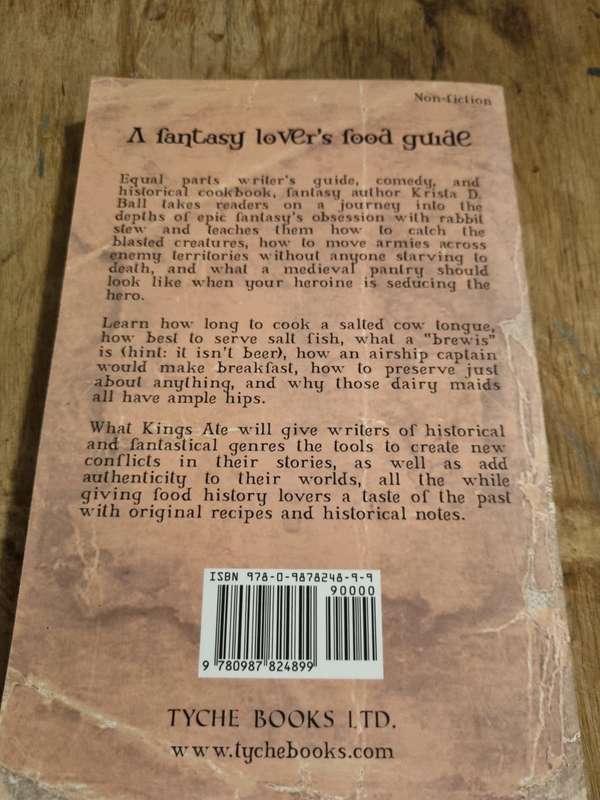 Non-fiction
A fantasy lover's food guide
Equal parts writer's guide, comedy, and
historical cookbook, fantasy author Krista D.
Ball takes readers on a journey into the
depths of epic fantasy's obsession with rabbit
stew and teaches them how to catch the
blasted creatures, how to move armies across
enemy territories without anyone starving to
death, and what a medieval pantry should
look like when your heroine is seducing the
hero.
Learn how long to cook a salted cow tongue,
how best to serve salt fish, what a "brewis"
is (hint: it isn't beer), how an airship captain
would make breakfast, how to preserve just
about anything, and why those dairy maids
all have ample hips.
What Kings Ate will give writers of historical
and fantastical genres the tools to create new
conflicts in their stories, as well as add
authenticity to their worlds, all the while
giving food history lovers a taste of the past
with original recipes and historical notes.
ISBN 978-0-9878248-9-9
90000
9 780987 824899
TYCHE BOOKS LTD.
www.tychebooks.com